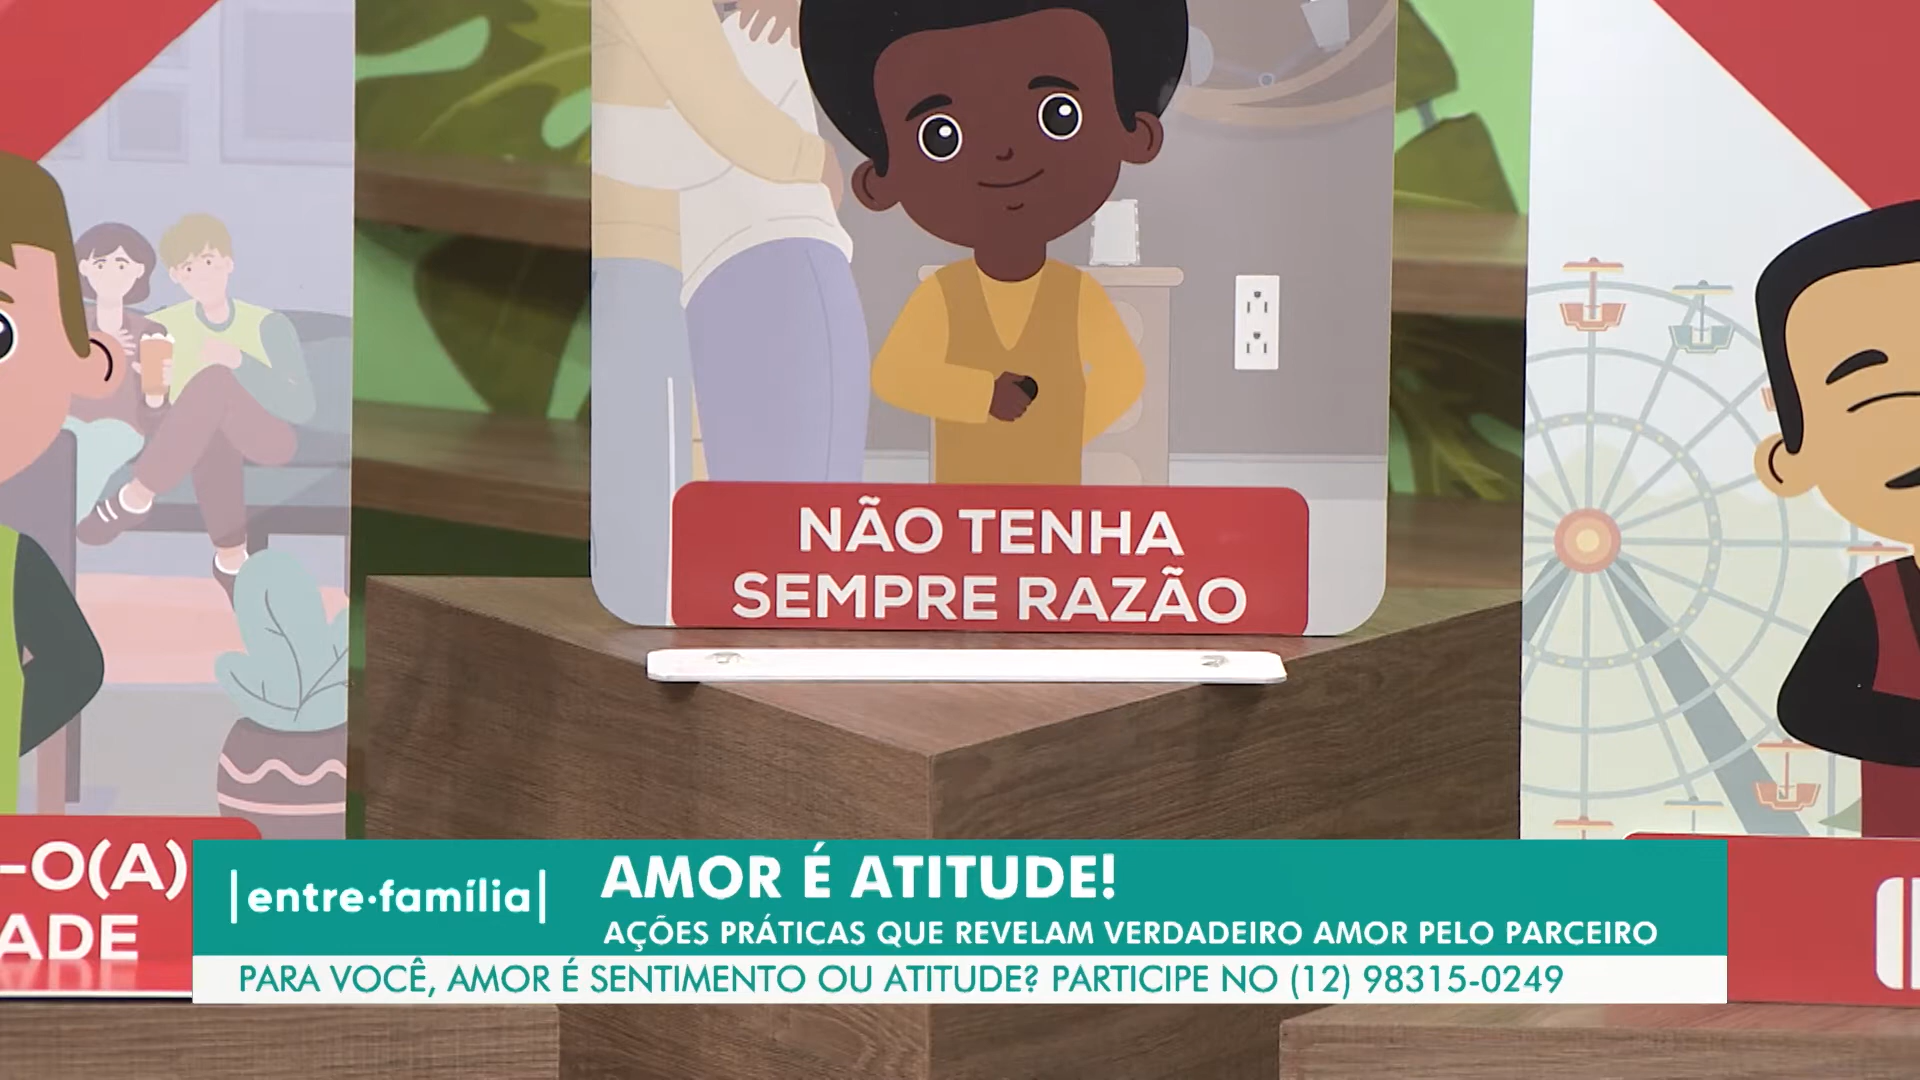 NÃO TENHA
SEMPRE RAZÃO
-O(A)
ADE
|entre·família|
AMOR É ATITUDE!
AÇÕES PRÁTICAS QUE REVELAM VERDADEIRO AMOR PELO PARCEIRO
PARA VOCÊ, AMOR É SENTIMENTO OU ATITUDE? PARTICIPE NO (12) 98315-0249